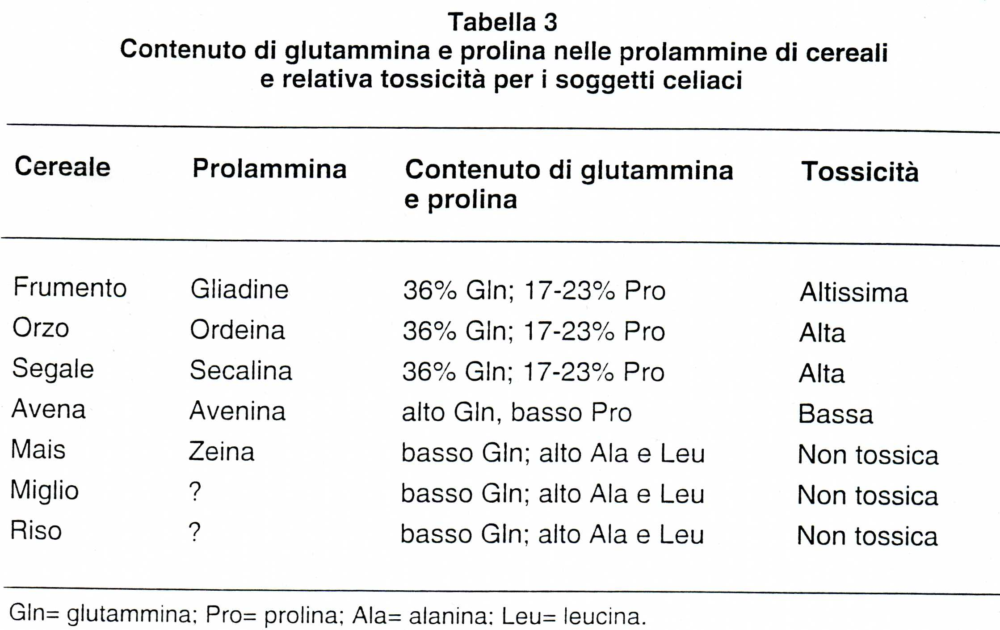 Tabella 3
Contenuto di glutammina e prolina nelle prolammine di cereali
e relativa tossicità per i soggetti celiaci
Cereale Prolammina Contenuto di glutammina Tossicità
e prolina
Frumento Gliadine 36% Gln; 17-23% Pro Altissima
Orzo Ordeina 36% Gln; 17-23% Pro Alta
Segale Secalina 36% Gln; 17-23% Pro Alta
Avena Avenina alto Gln, basso Pro Bassa
Mais Zeina basso Gln; alto Ala e Leu Non tossica
Miglio ? basso Gln; alto Ala e Leu Non tossica
Riso ? basso Gln; alto Ala e Leu Non tossica
Gln= glutammina; Pro= prolina; Ala= alanina; Leu= leucina.